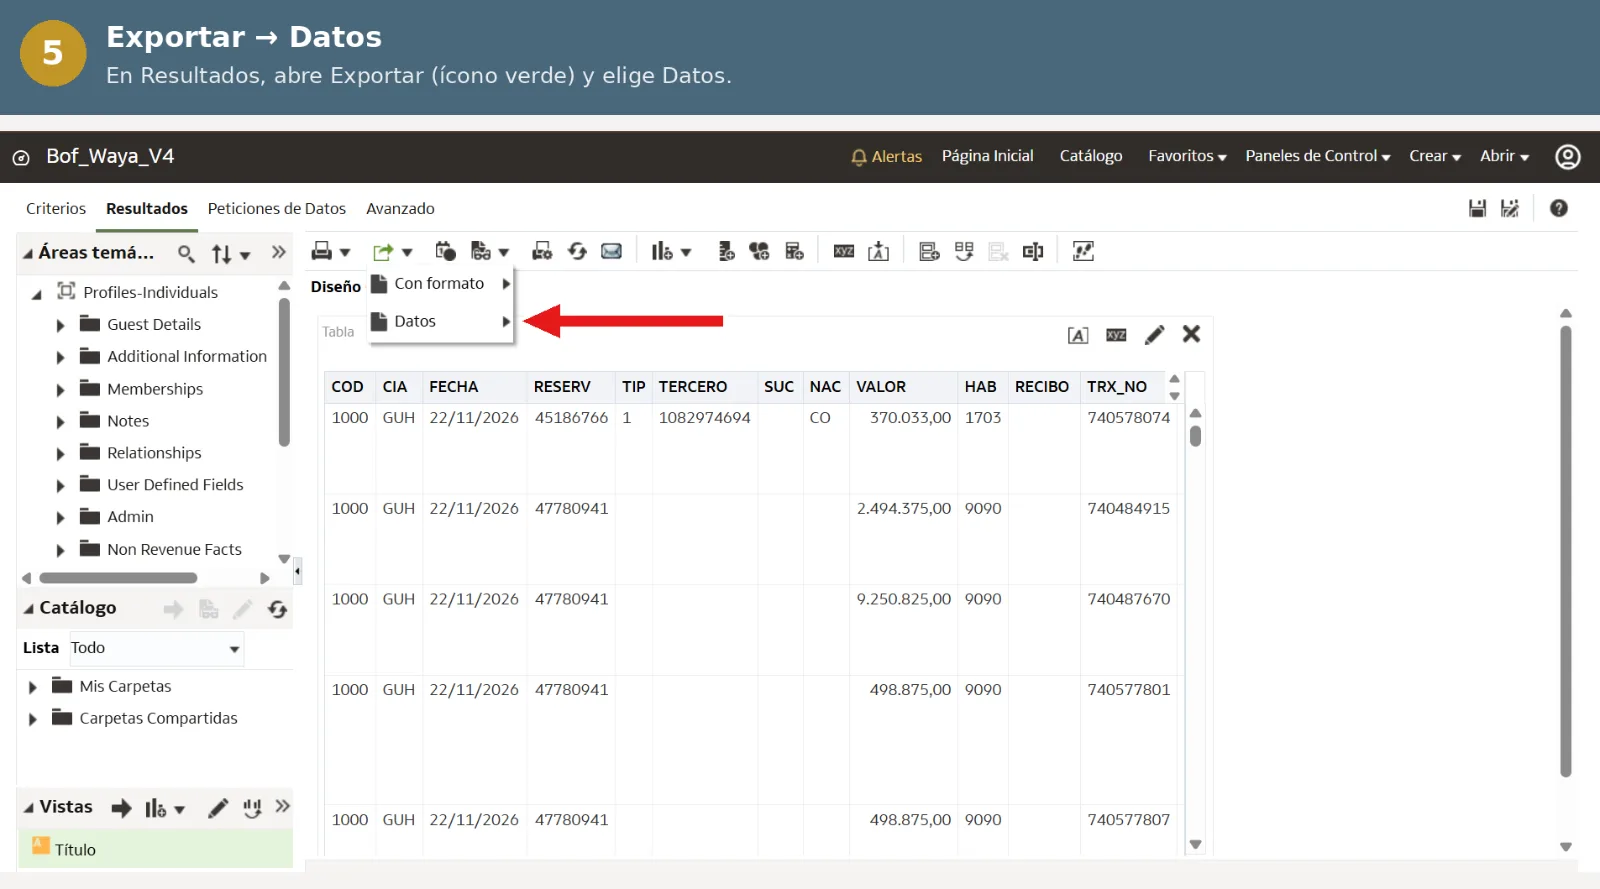 5
Exportar → Datos
En Resultados, abre Exportar (ícono verde) y elige Datos.
Bof_Waya_V4
Alertas Página Inicial Catálogo Favoritos Paneles de Control Crear Abrir
Criterios Resultados Peticiones de Datos Avanzado
Áreas temá...
Profiles-Individuals
Guest Details
Additional Information
Memberships
Notes
Relationships
User Defined Fields
Admin
Non Revenue Facts
Catálogo
Lista Todo
Mis Carpetas
Carpetas Compartidas
Vistas
Título
Diseño
Con formato
Datos
Tabla
COD CIA FECHA RESERV TIP TERCERO SUC NAC VALOR HAB RECIBO TRX_NO
1000 GUH 22/11/2026 45186766 1 1082974694 CO 370.033,00 1703 740578074
1000 GUH 22/11/2026 47780941 2.494.375,00 9090 740484915
1000 GUH 22/11/2026 47780941 9.250.825,00 9090 740487670
1000 GUH 22/11/2026 47780941 498.875,00 9090 740577801
1000 GUH 22/11/2026 47780941 498.875,00 9090 740577807